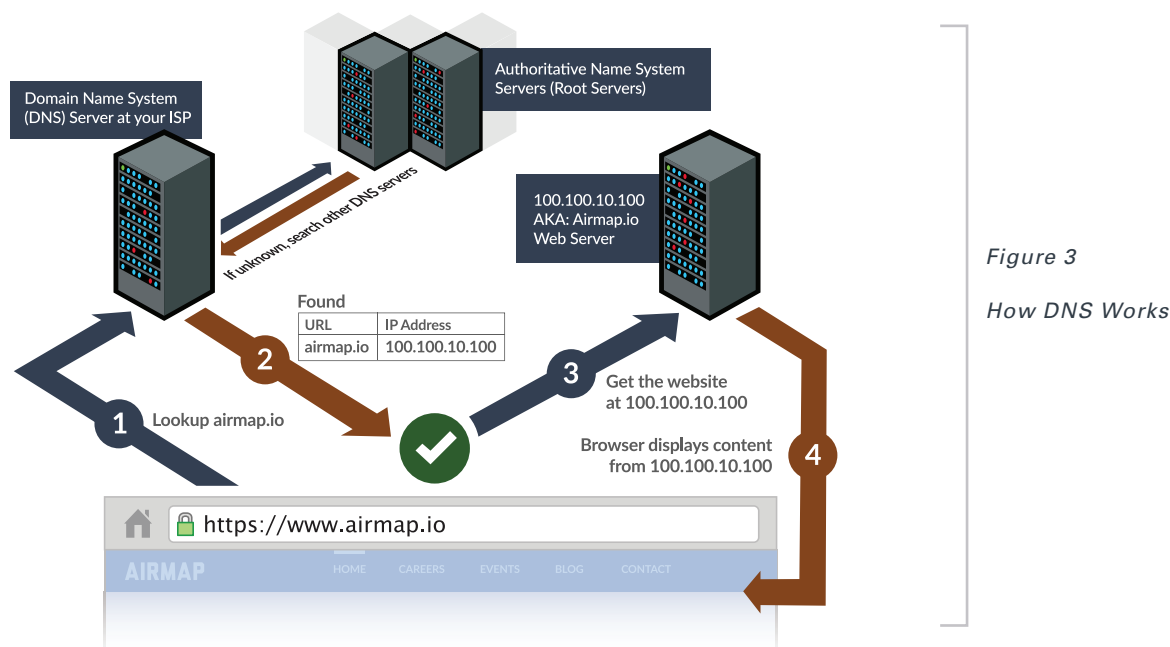 Domain Name System
(DNS) Server at your ISP
Authoritative Name System
Servers (Root Servers)
If unknown, search other DNS servers
100.100.10.100
AKA: Airmap.io
Web Server
Found
URL IP Address
airmap.io 100.100.10.100
2
1
Lookup airmap.io
3
Get the website
at 100.100.10.100
Browser displays content
from 100.100.10.100
4
https://www.airmap.io
AIRMAP HOME CAREERS EVENTS BLOG CONTACT
Figure 3
How DNS Works